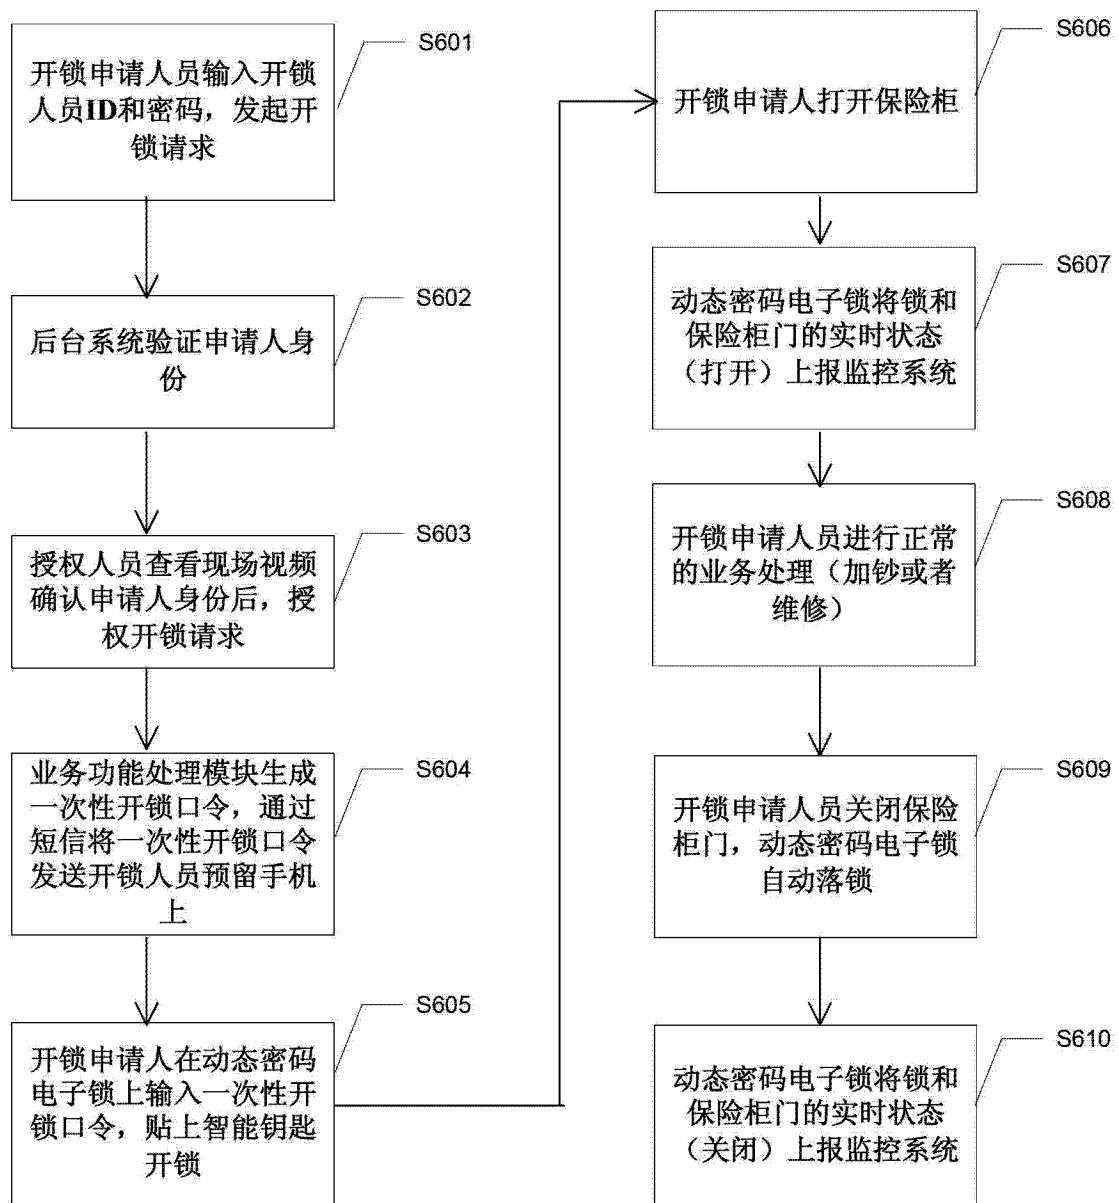 开锁申请人员输入开锁
人员ID和密码，发起开
锁请求
S601
后台系统验证申请人身
份
S602
授权人员查看现场视频
确认申请人身份后，授
权开锁请求
S603
业务功能处理模块生成
一次性开锁口令，通过
短信将一次性开锁口令
发送开锁人员预留手机
上
S604
开锁申请人在动态密码
电子锁上输入一次性开
锁口令，贴上智能钥匙
开锁
S605
开锁申请人打开保险柜
S606
动态密码电子锁将锁和
保险柜门的实时状态
（打开）上报监控系统
S607
开锁申请人员进行正常
的业务处理（加钞或者
维修）
S608
开锁申请人员关闭保险
柜门，动态密码电子锁
自动落锁
S609
动态密码电子锁将锁和
保险柜门的实时状态
（关闭）上报监控系统
S610